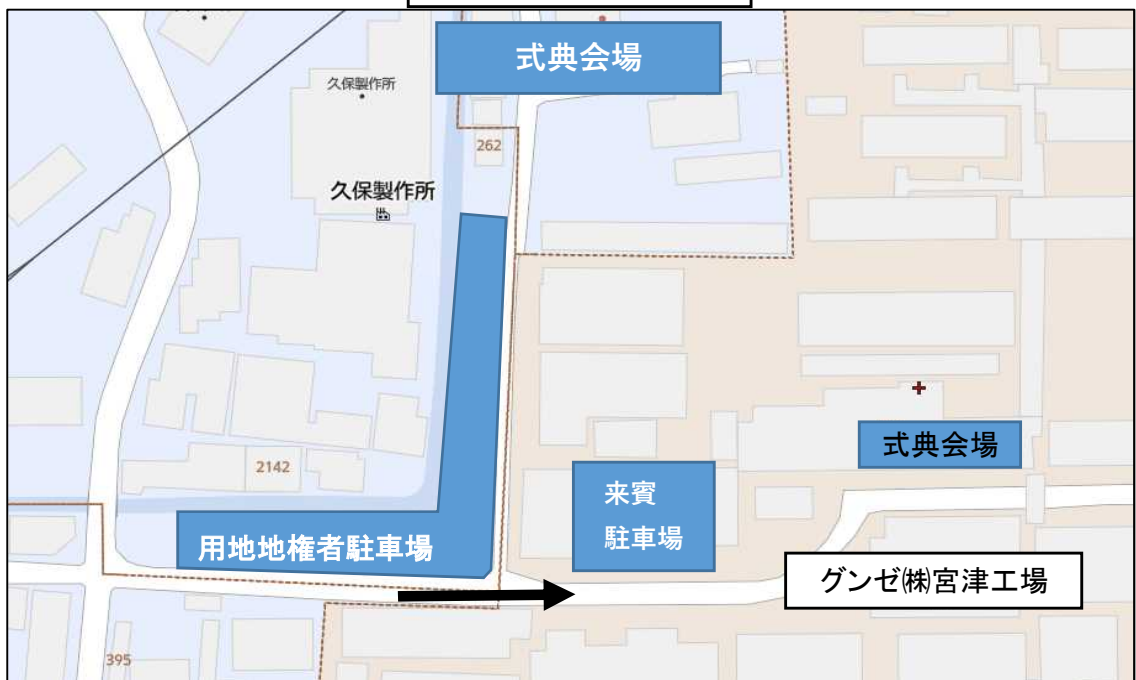 式典会場
久保製作所
262
久保製作所
式典会場
2142
来賓
駐車場
用地地権者駐車場
グンゼ㈱宮津工場
395